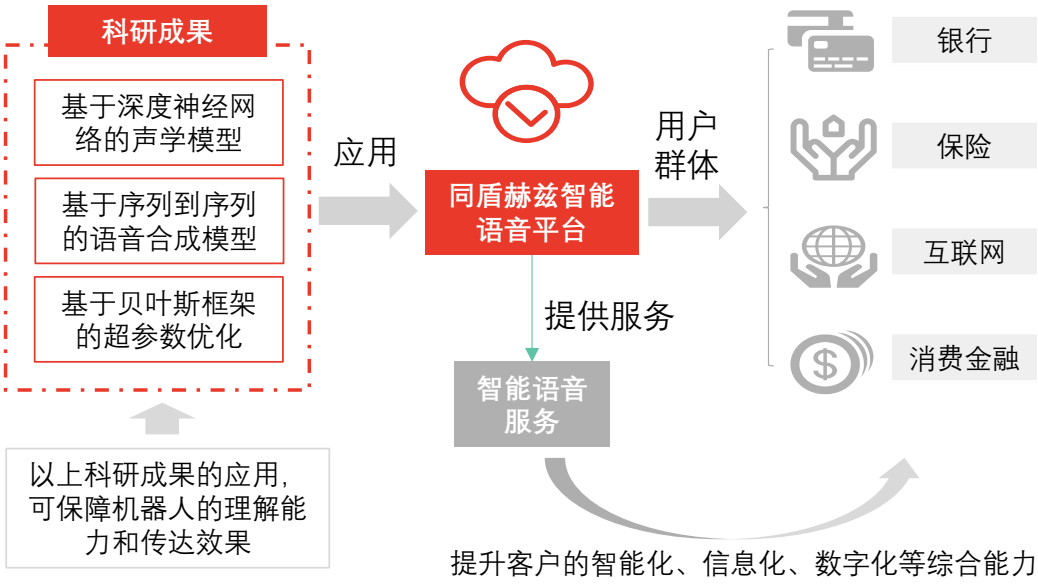 科研成果
基于深度神经网
络的声学模型
基于序列到序列
的语音合成模型
基于贝叶斯框架
的超参数优化
以上科研成果的应用,
可保障机器人的理解能
力和传达效果
应用
同盾赫兹智能
语音平台
提供服务
智能语音
服务
用户
群体
银行
保险
互联网
$
消费金融
提升客户的智能化、信息化、数字化等综合能力